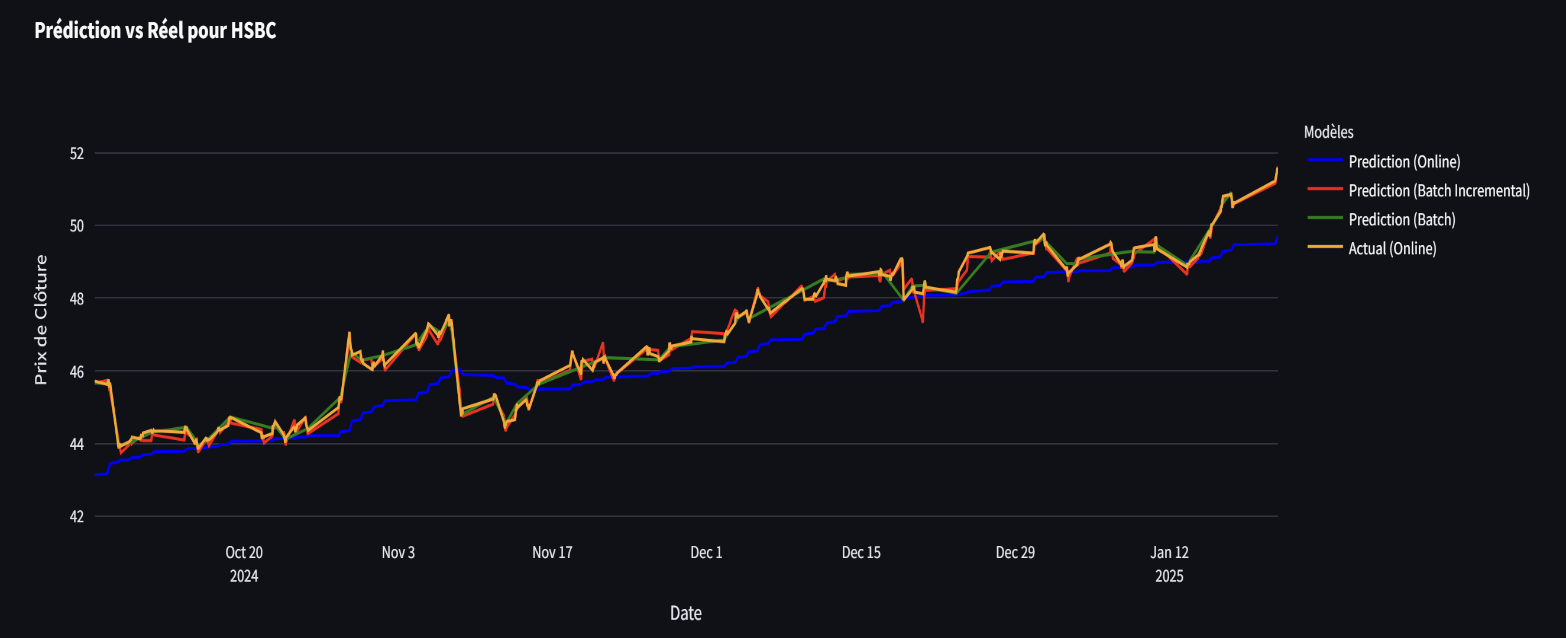 Prédiction vs Réel pour HSBC
Modèles
Prediction (Online)
Prediction (Batch Incremental)
Prediction (Batch)
Actual (Online)
Prix de Clôture
52
50
48
46
44
42
Oct 20
2024
Nov 3
Nov 17
Dec 1
Dec 15
Dec 29
Jan 12
2025
Date